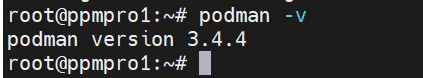 root@ppmpro1:~# podman -v
podman version 3.4.4
root@ppmpro1:~#